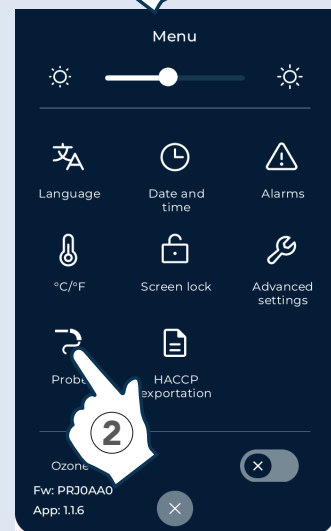 Menu
Language
Date and
time
Alarms
°C/°F
Screen lock
Advanced
settings
Probe
HACCP
exportation
2
Ozone
Fw: PRJ0AA0
App: 1.1.6